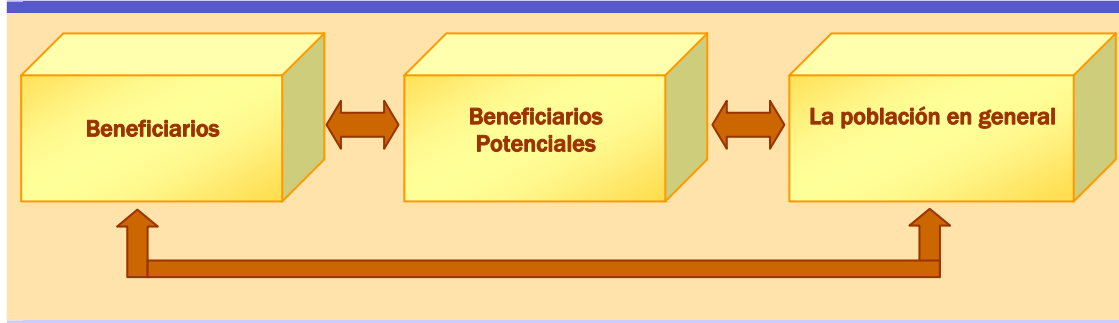 Beneficiarios
Beneficiarios
Potenciales
La población en general